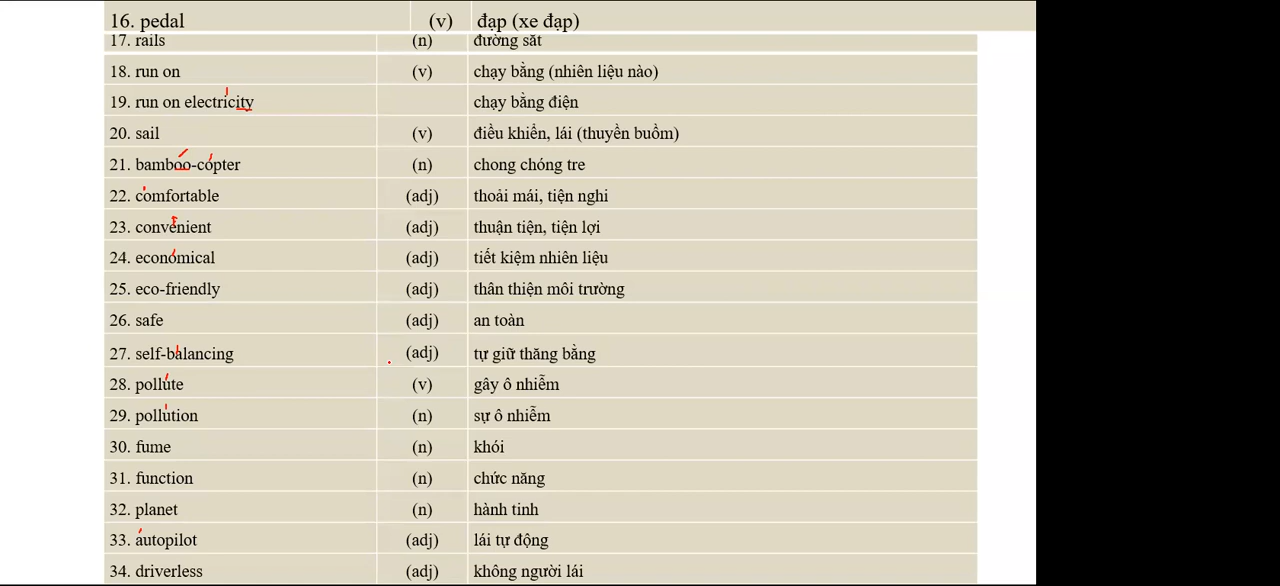 16. pedal (v) đạp (xe đạp)
17. rails (n) đường sắt
18. run on (v) chạy bằng (nhiên liệu nào)
19. run on electricity chạy bằng điện
20. sail (v) điều khiển, lái (thuyền buồm)
21. bamboo-copter (n) chong chóng tre
22. comfortable (adj) thoải mái, tiện nghi
23. convenient (adj) thuận tiện, tiện lợi
24. economical (adj) tiết kiệm nhiên liệu
25. eco-friendly (adj) thân thiện môi trường
26. safe (adj) an toàn
27. self-balancing (adj) tự giữ thăng bằng
28. pollute (v) gây ô nhiễm
29. pollution (n) sự ô nhiễm
30. fume (n) khói
31. function (n) chức năng
32. planet (n) hành tinh
33. autopilot (adj) lái tự động
34. driverless (adj) không người lái